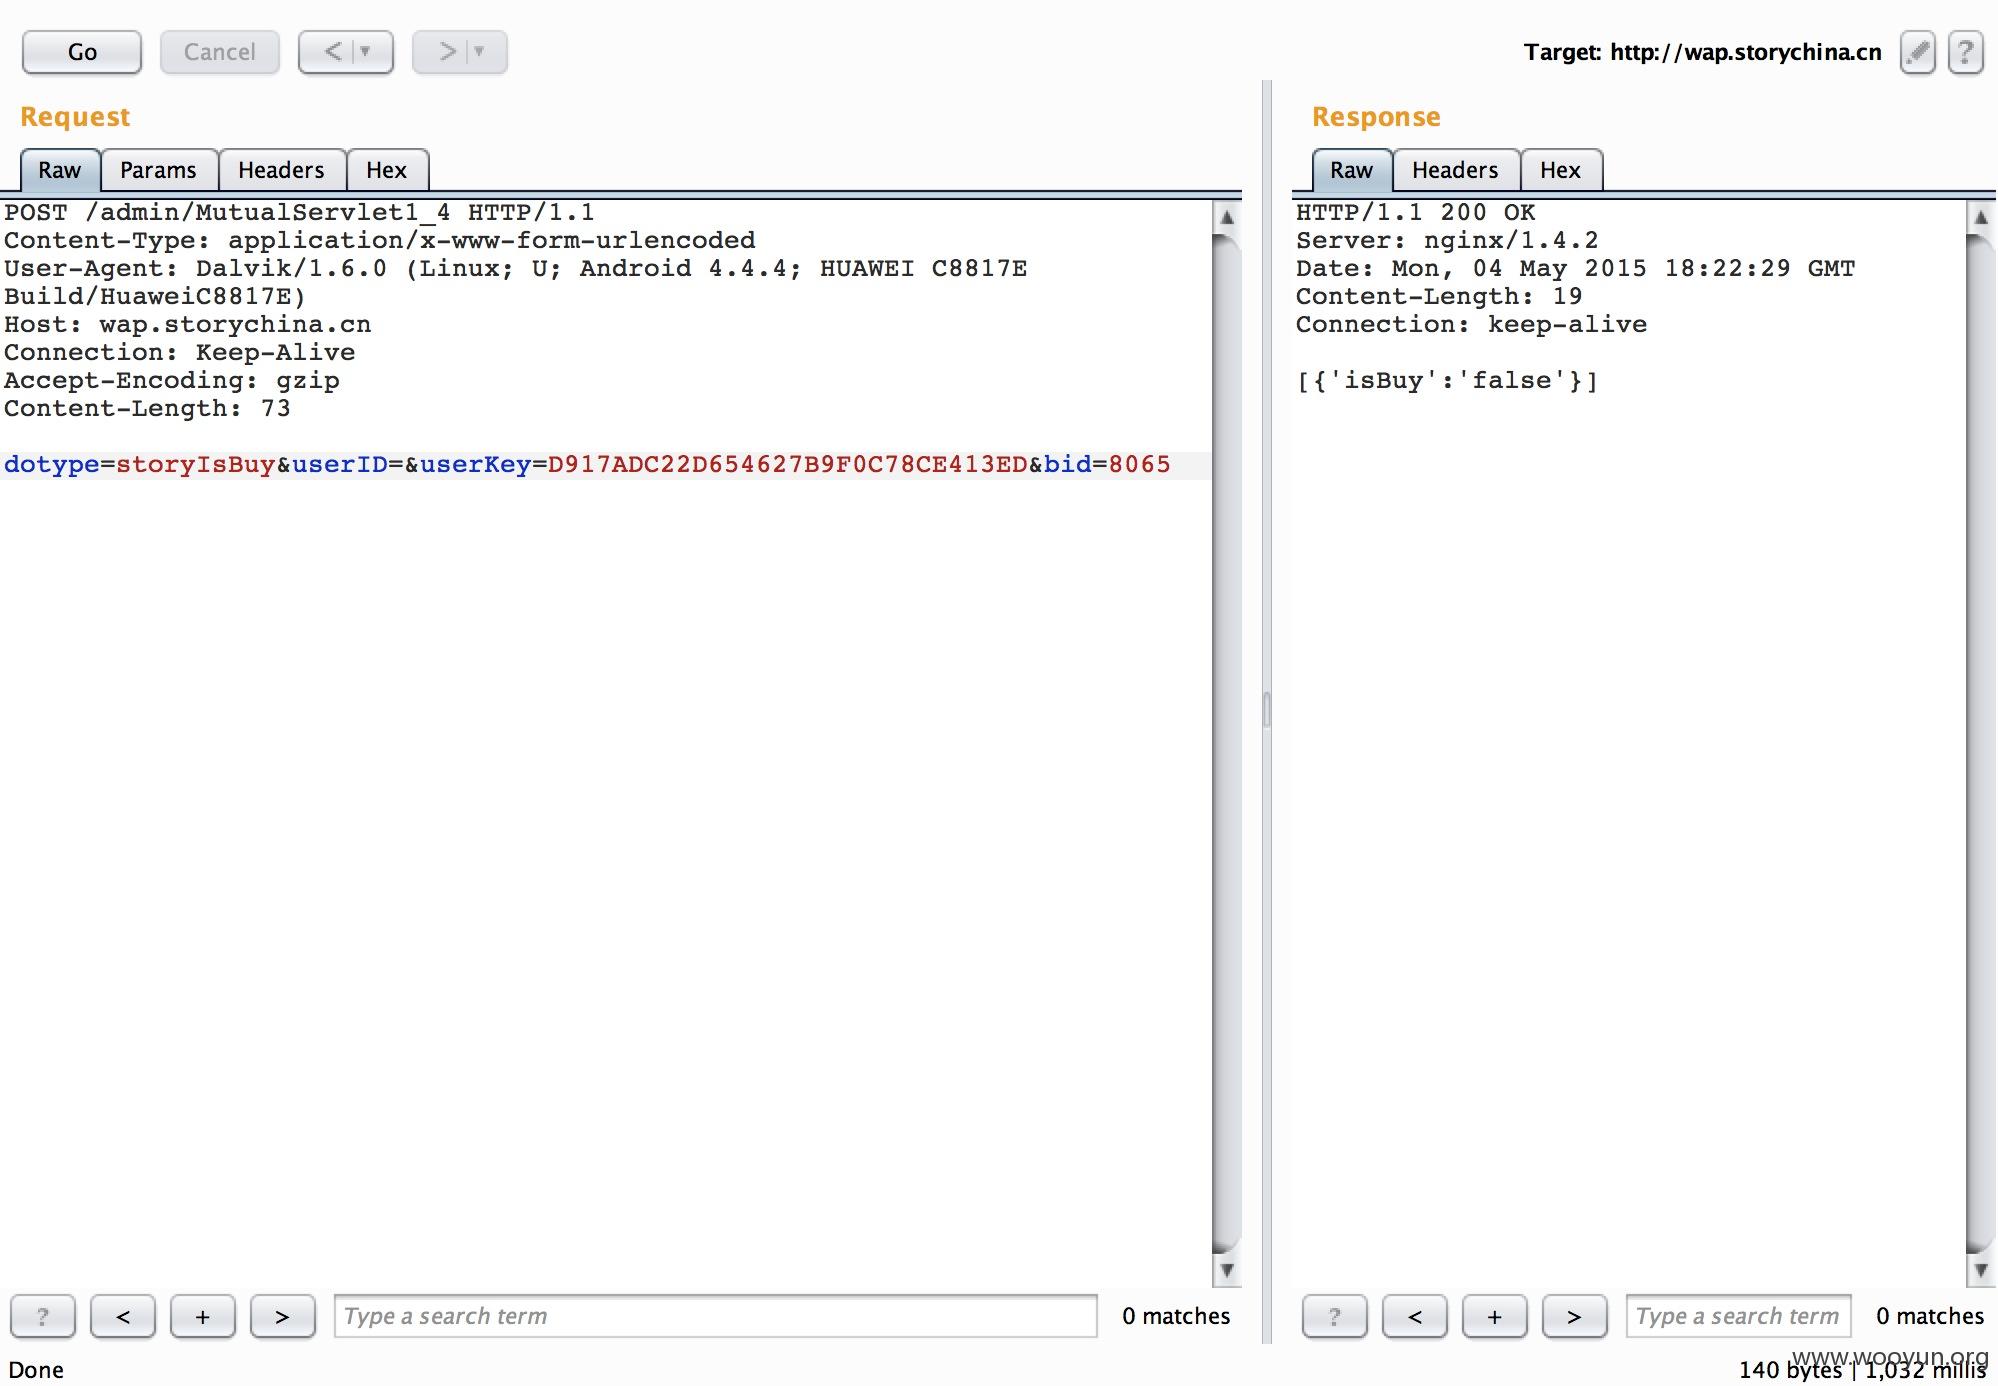 Go
Cancel
<
>
Target: http://wap.storychina.cn
?
Request
Response
Raw
Params
Headers
Hex
Raw
Headers
Hex
POST /admin/MutualServlet1_4 HTTP/1.1
Content-Type: application/x-www-form-urlencoded
User-Agent: Dalvik/1.6.0 (Linux; U; Android 4.4.4; HUAWEI C8817E
Build/HuaweiC8817E)
Host: wap.storychina.cn
Connection: Keep-Alive
Accept-Encoding: gzip
Content-Length: 73
dotype=storyIsBuy&userID=&userKey=D917ADC22D654627B9F0C78CE413ED&bid=8065
HTTP/1.1 200 OK
Server: nginx/1.4.2
Date: Mon, 04 May 2015 18:22:29 GMT
Content-Length: 19
Connection: keep-alive
[{'isBuy':'false'}]
?
<
+
>
Type a search term
0 matches
?
<
+
>
Type a search term
0 matches
Done
140 bytes | 1,032 millis
www.wooyun.org